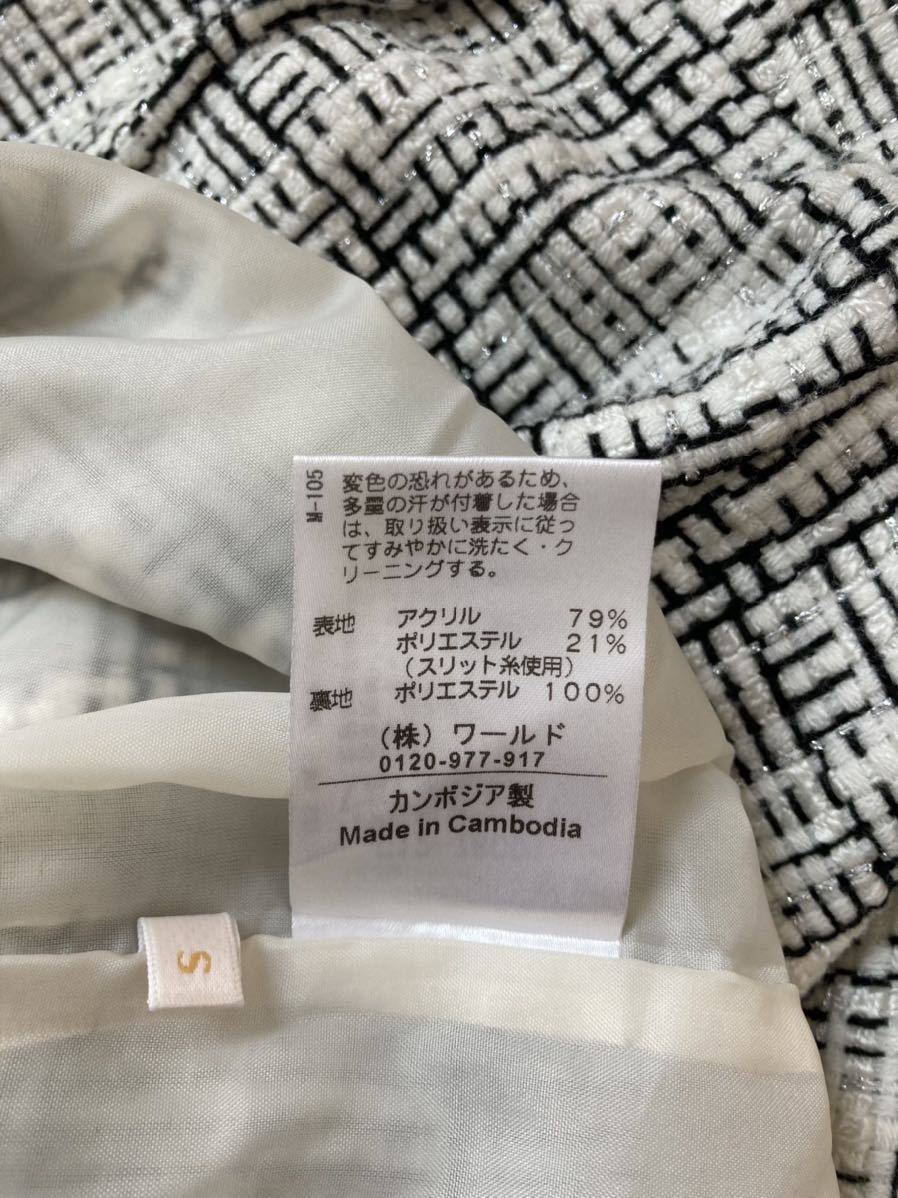 M-105
変色の恐れがあるため、
多量の汗が付着した場合
は、取り扱い表示に従っ
てすみやかに洗たく・ク
リーニングする。
表地 アクリル 79%
ポリエステル 21%
(スリット糸使用)
裏地 ポリエステル 100%
(株) ワールド
0120-977-917
カンボジア製
Made in Cambodia
S